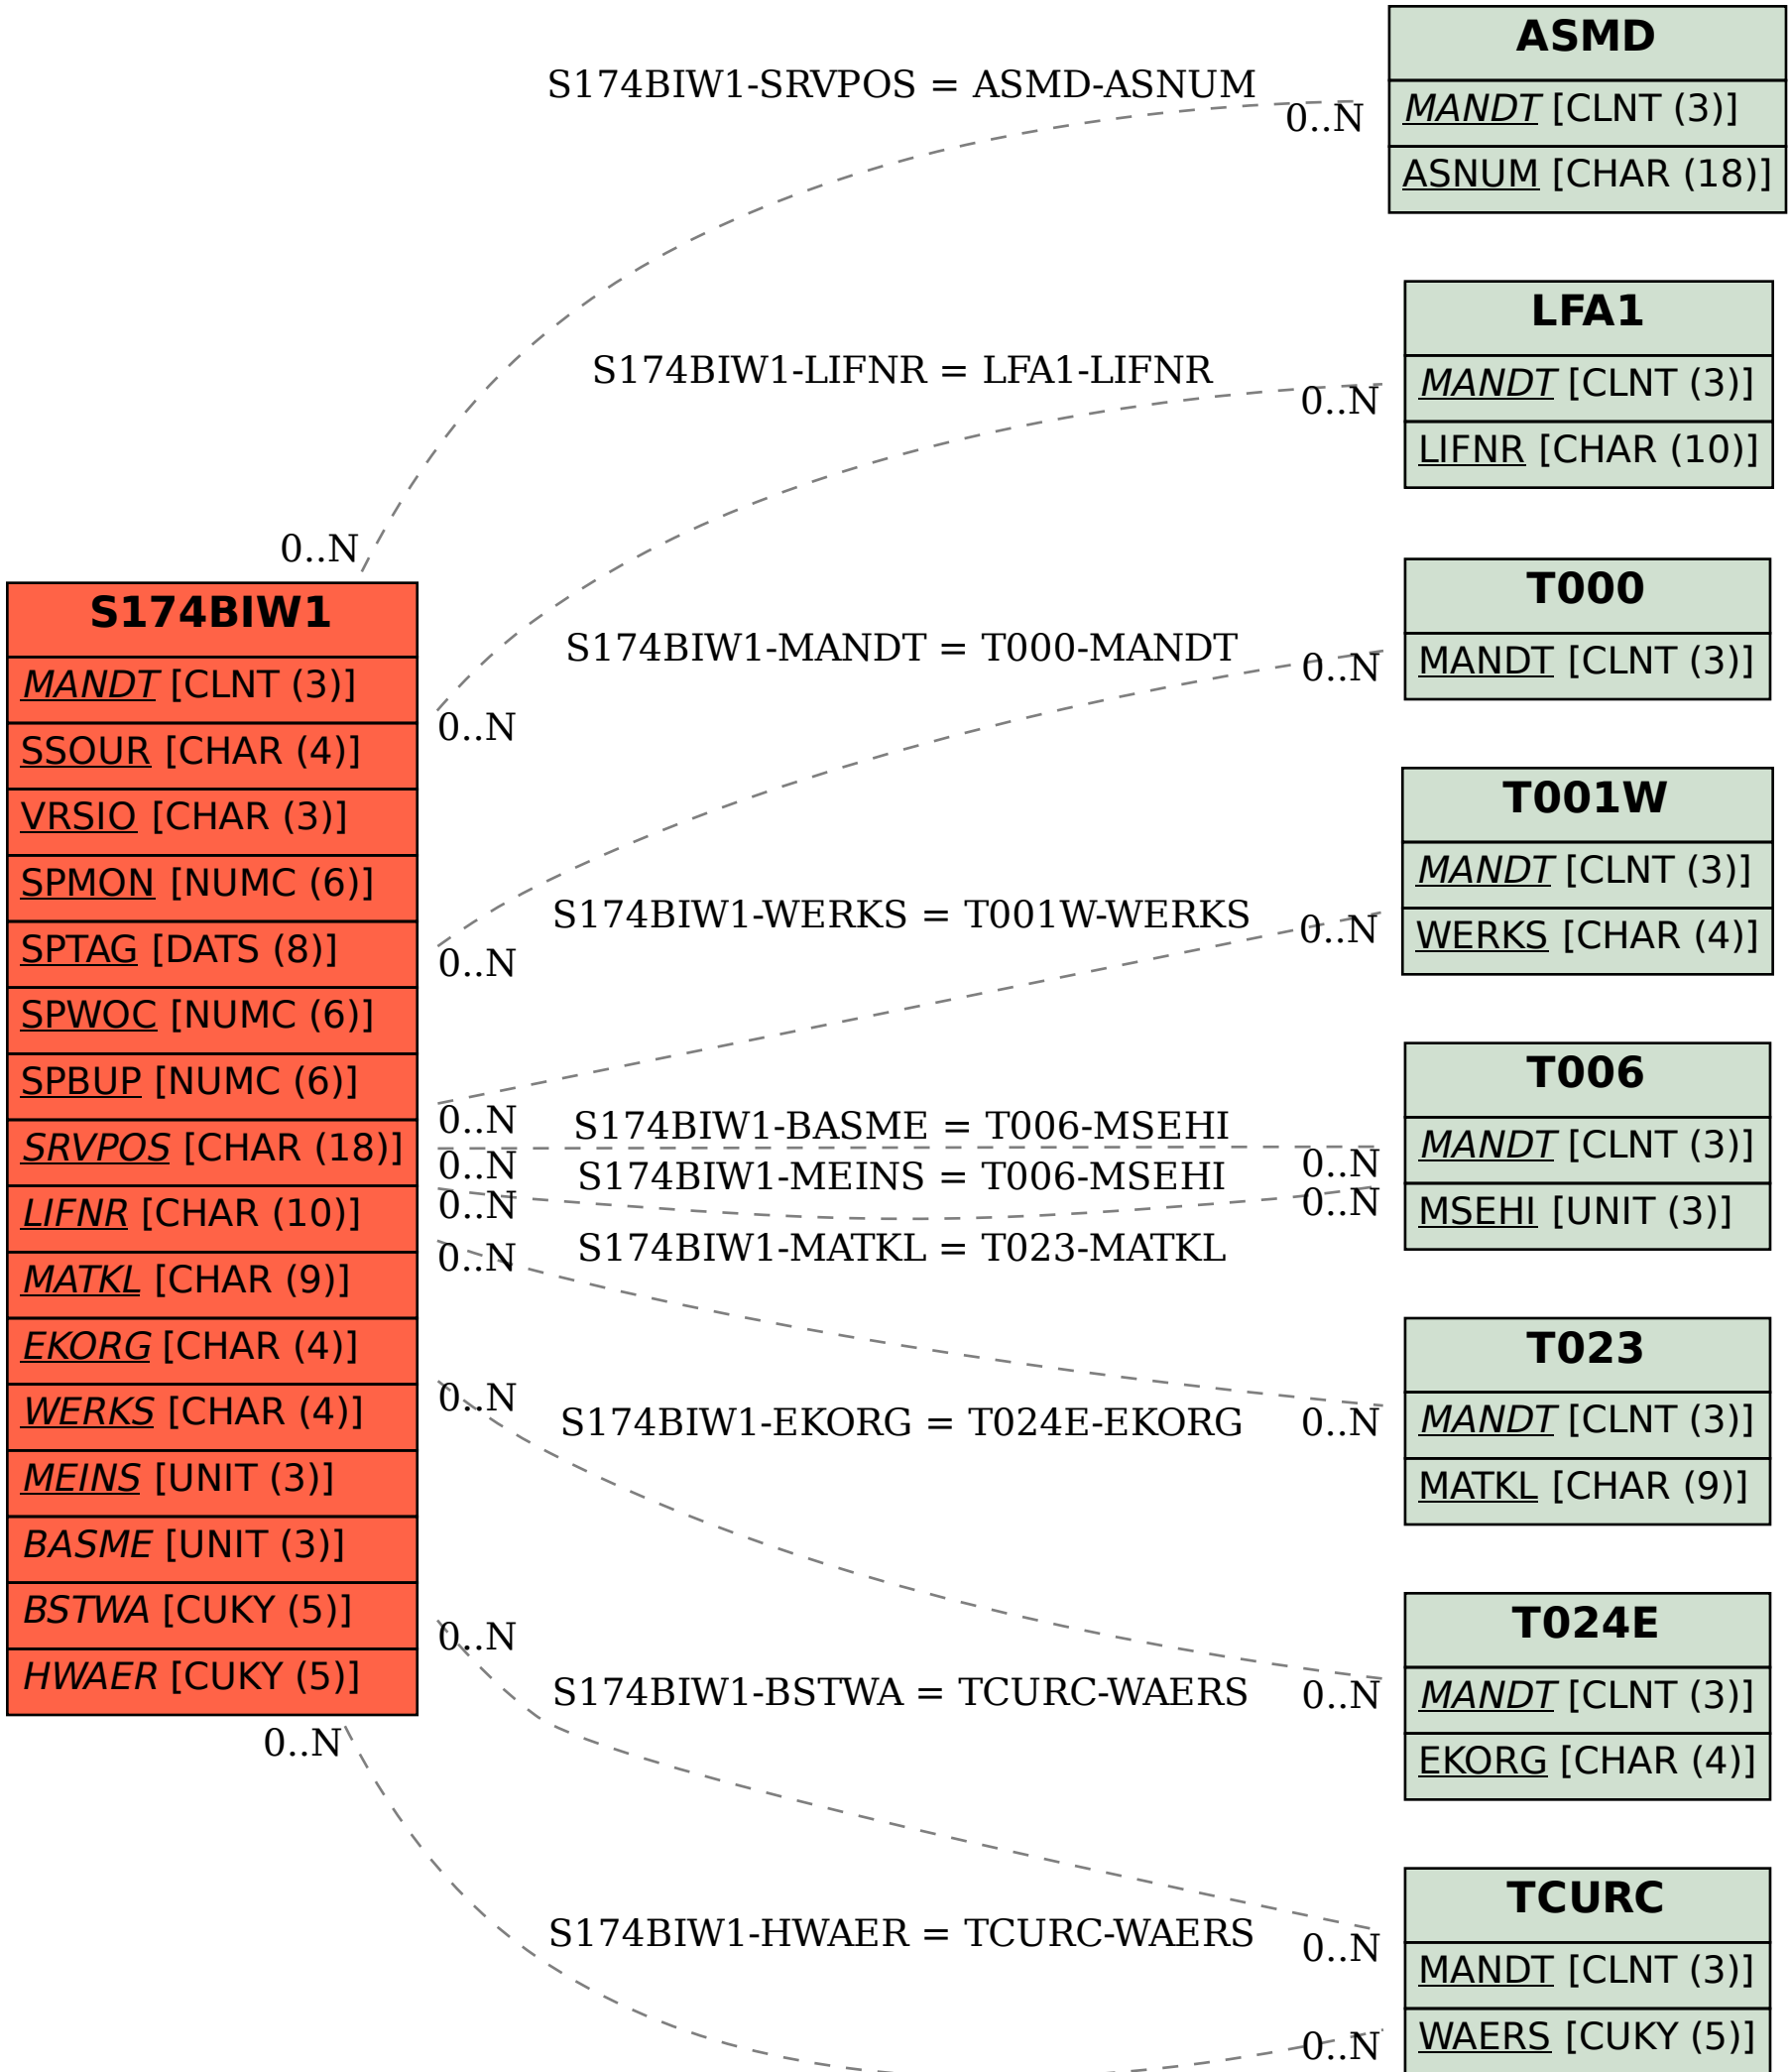 S174BIW1
MANDT [CLNT (3)]
SSOUR [CHAR (4)]
VRSIO [CHAR (3)]
SPMON [NUMC (6)]
SPTAG [DATS (8)]
SPWOC [NUMC (6)]
SPBUP [NUMC (6)]
SRVPOS [CHAR (18)]
LIFNR [CHAR (10)]
MATKL [CHAR (9)]
EKORG [CHAR (4)]
WERKS [CHAR (4)]
MEINS [UNIT (3)]
BASME [UNIT (3)]
BSTWA [CUKY (5)]
HWAER [CUKY (5)]
S174BIW1-SRVPOS = ASMD-ASNUM
0..N
0..N
S174BIW1-LIFNR = LFA1-LIFNR
0..N
0..N
S174BIW1-MANDT = T000-MANDT
0..N
0..N
S174BIW1-WERKS = T001W-WERKS
0..N
0..N
S174BIW1-BASME = T006-MSEHI
0..N
0..N
S174BIW1-MEINS = T006-MSEHI
0..N
0..N
S174BIW1-MATKL = T023-MATKL
0..N
0..N
S174BIW1-EKORG = T024E-EKORG
0..N
0..N
S174BIW1-BSTWA = TCURC-WAERS
0..N
0..N
S174BIW1-HWAER = TCURC-WAERS
0..N
0..N
ASMD
MANDT [CLNT (3)]
ASNUM [CHAR (18)]
LFA1
MANDT [CLNT (3)]
LIFNR [CHAR (10)]
T000
MANDT [CLNT (3)]
T001W
MANDT [CLNT (3)]
WERKS [CHAR (4)]
T006
MANDT [CLNT (3)]
MSEHI [UNIT (3)]
T023
MANDT [CLNT (3)]
MATKL [CHAR (9)]
T024E
MANDT [CLNT (3)]
EKORG [CHAR (4)]
TCURC
MANDT [CLNT (3)]
WAERS [CUKY (5)]